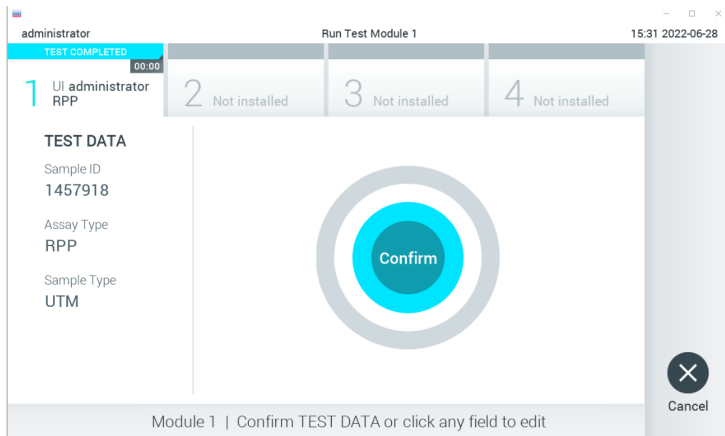 administrator Run Test Module 1 15:31 2022-06-28
TEST COMPLETED
00:00
1 UI administrator
RPP
2 Not installed
3 Not installed
4 Not installed
TEST DATA
Sample ID
1457918
Assay Type
RPP
Sample Type
UTM
Confirm
Cancel
Module 1 | Confirm TEST DATA or click any field to edit